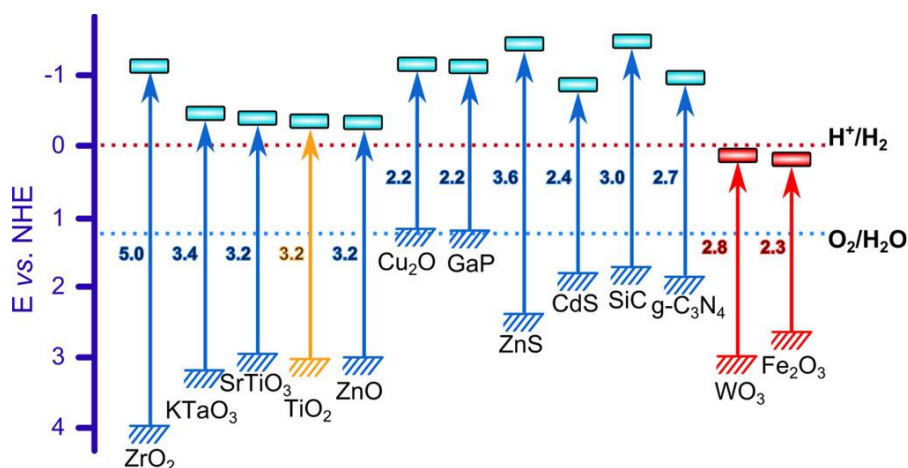 E vs. NHE
-1
0
1
2
3
4
H⁺/H₂
O₂/H₂O
5.0
3.4
3.2
3.2
3.2
2.2
2.2
3.6
2.4
3.0
2.7
2.8
2.3
ZrO₂
KTaO₃
SrTiO₃
TiO₂
ZnO
Cu₂O
GaP
ZnS
CdS
SiC
g-C₃N₄
WO₃
Fe₂O₃